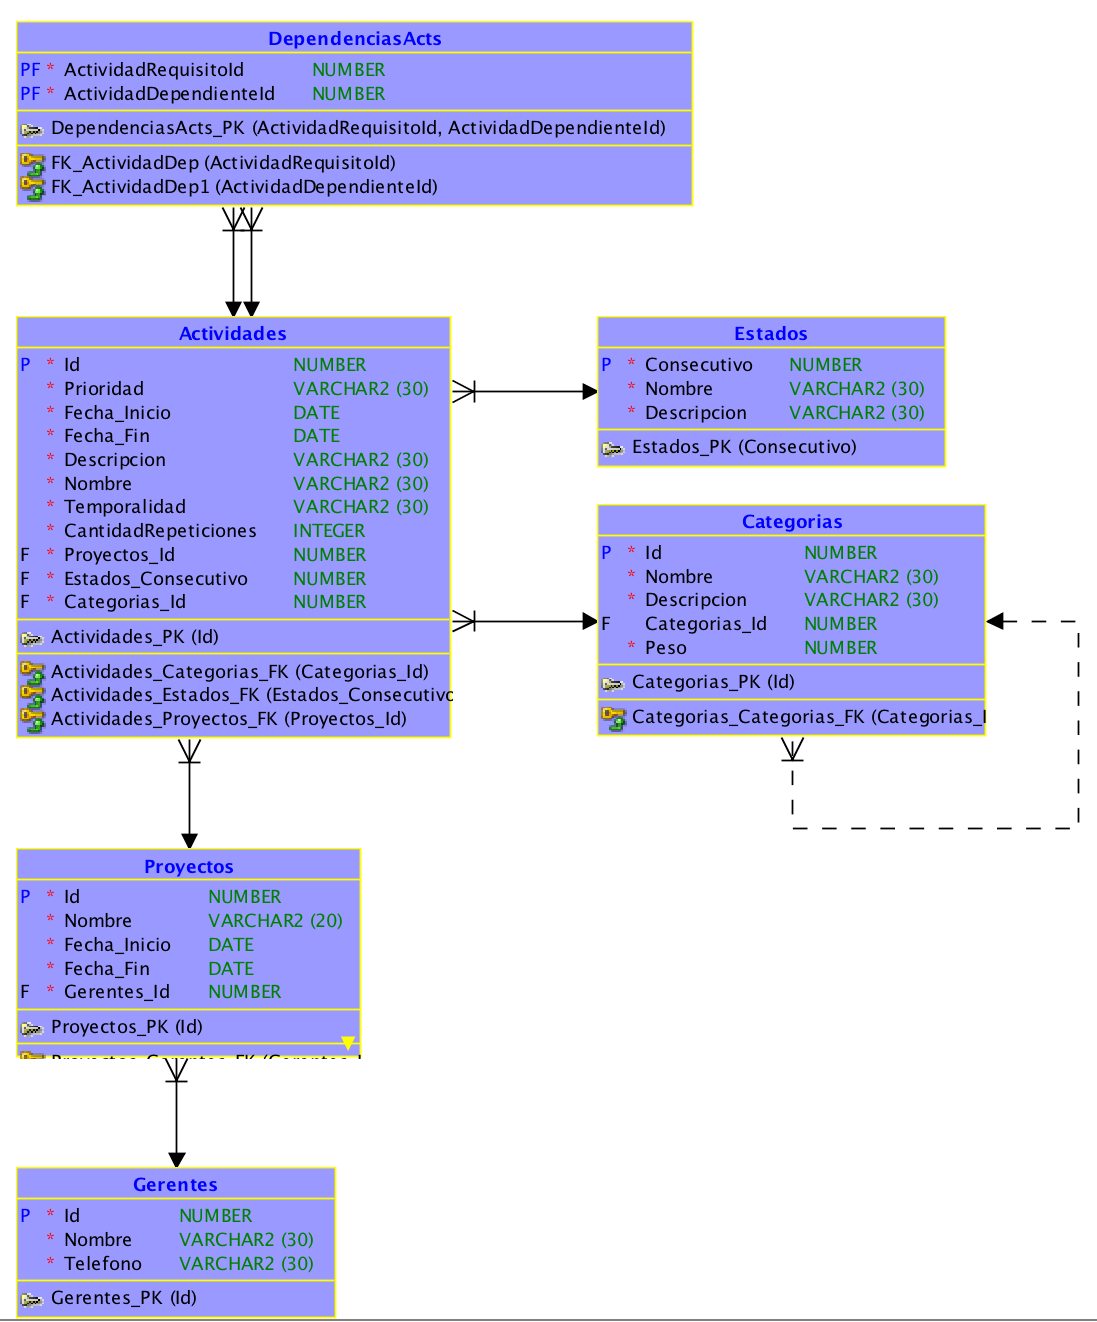 DependenciasActs
PF * ActividadRequisitoId NUMBER
PF * ActividadDependienteId NUMBER
DependenciasActs_PK (ActividadRequisitoId, ActividadDependienteId)
FK_ActividadDep (ActividadRequisitoId)
FK_ActividadDep1 (ActividadDependienteId)
Actividades
P * Id NUMBER
* Prioridad VARCHAR2 (30)
* Fecha_Inicio DATE
* Fecha_Fin DATE
* Descripcion VARCHAR2 (30)
* Nombre VARCHAR2 (30)
* Temporalidad VARCHAR2 (30)
* CantidadRepeticiones INTEGER
F * Proyectos_Id NUMBER
F * Estados_Consecutivo NUMBER
F * Categorias_Id NUMBER
Actividades_PK (Id)
Actividades_Categorias_FK (Categorias_Id)
Actividades_Estados_FK (Estados_Consecutivo
Actividades_Proyectos_FK (Proyectos_Id)
Estados
P * Consecutivo NUMBER
* Nombre VARCHAR2 (30)
* Descripcion VARCHAR2 (30)
Estados_PK (Consecutivo)
Categorias
P * Id NUMBER
* Nombre VARCHAR2 (30)
* Descripcion VARCHAR2 (30)
F Categorias_Id NUMBER
* Peso NUMBER
Categorias_PK (Id)
Categorias_Categorias_FK (Categorias_I
Proyectos
P * Id NUMBER
* Nombre VARCHAR2 (20)
* Fecha_Inicio DATE
* Fecha_Fin DATE
F * Gerentes_Id NUMBER
Proyectos_PK (Id)
Proyectos_Gerentes_FK (Gerentes_I
Gerentes
P * Id NUMBER
* Nombre VARCHAR2 (30)
* Telefono VARCHAR2 (30)
Gerentes_PK (Id)